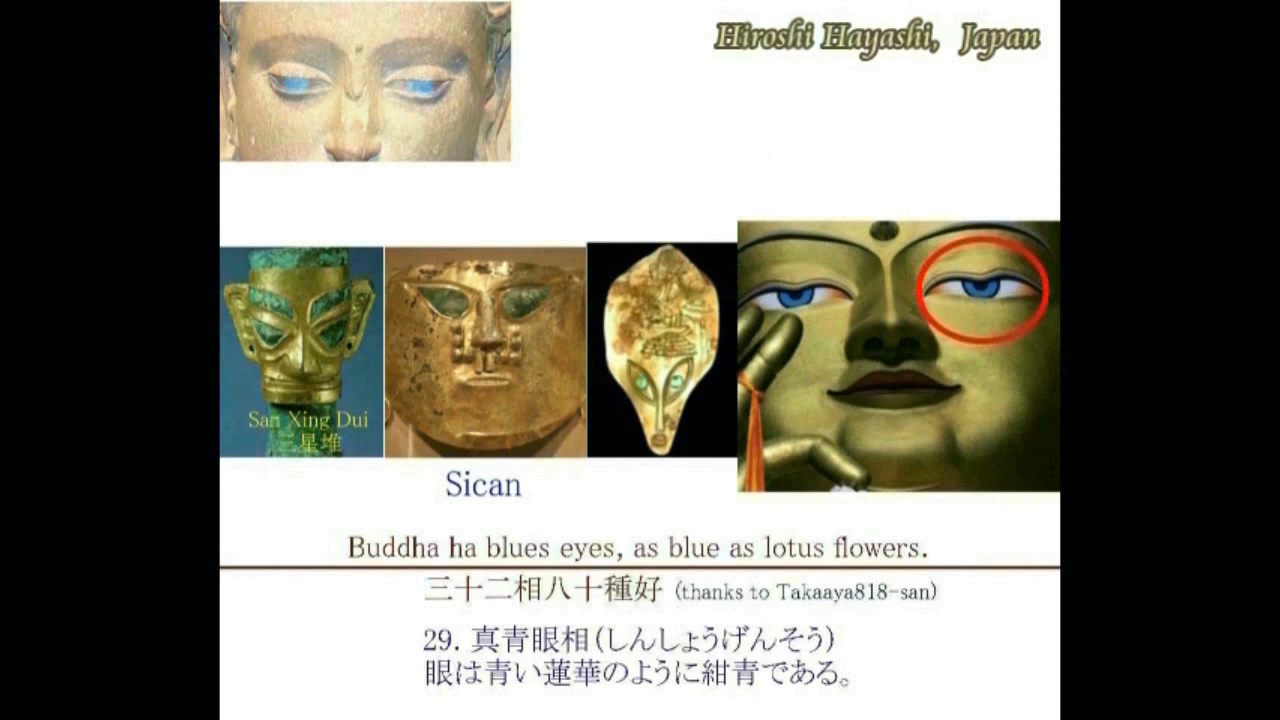 Hiroshi Hayashi, Japan
San Xing Dui
三星堆
Sican
Buddha ha blues eyes, as blue as lotus flowers.
三十二相八十種好 (thanks to Takaaya818-san)
29. 真青眼相(しんしょうげんそう)
眼は青い蓮華のように紺青である。